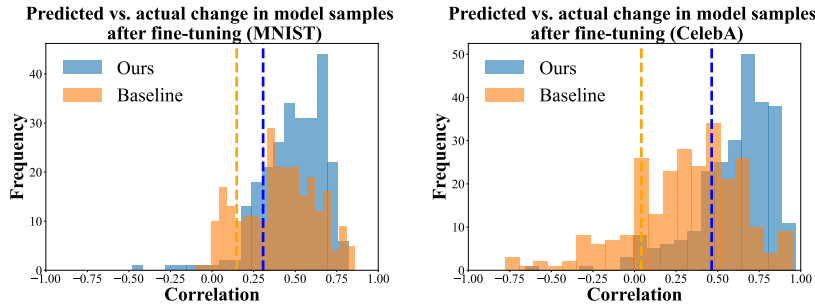 Predicted vs. actual change in model samples
after fine-tuning (MNIST)
Ours
Baseline
Frequency
40
30
20
10
0
−1.00 −0.75 −0.50 −0.25 0.00 0.25 0.50 0.75 1.00
Correlation
Predicted vs. actual change in model samples
after fine-tuning (CelebA)
Ours
Baseline
Frequency
50
40
30
20
10
0
−1.00 −0.75 −0.50 −0.25 0.00 0.25 0.50 0.75 1.00
Correlation